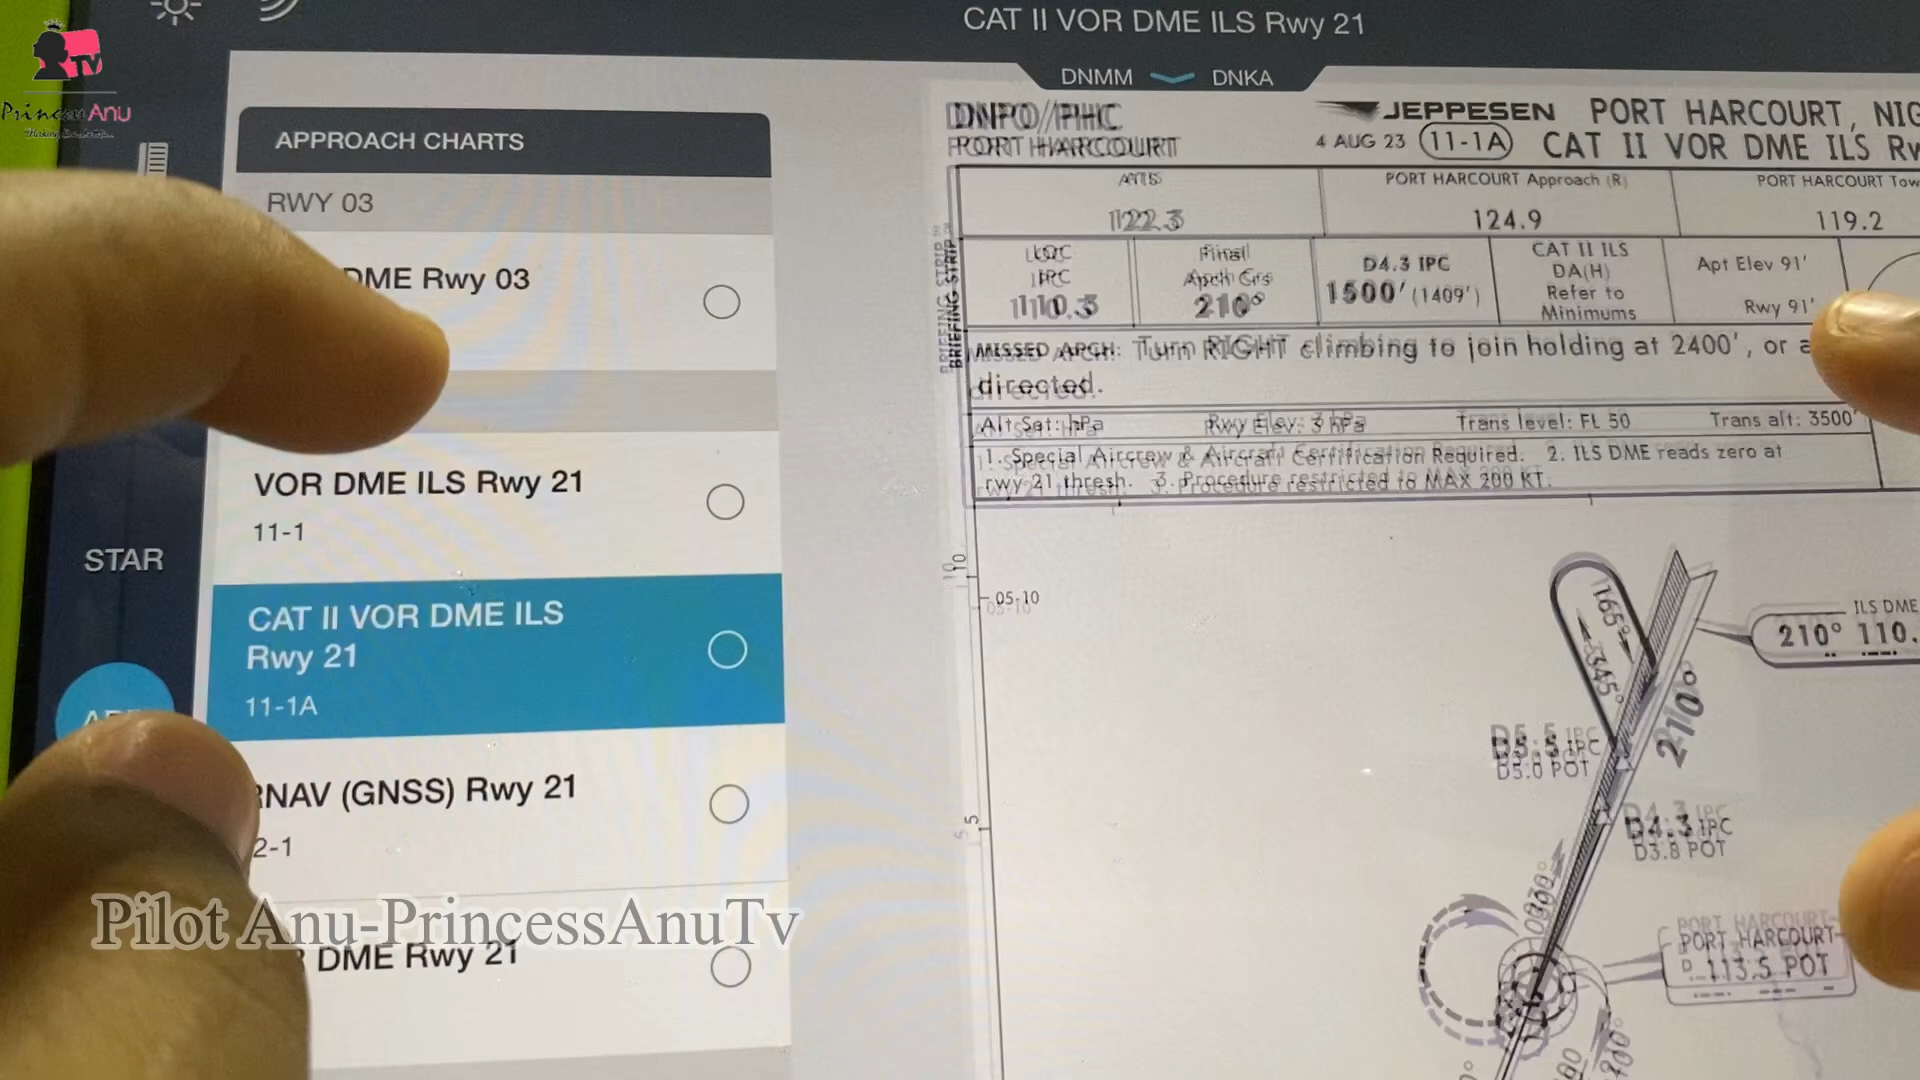 CAT II VOR DME ILS Rwy 21
DNMM DNKA
TV
PrincessAnu
APPROACH CHARTS
RWY 03
DME Rwy 03
VOR DME ILS Rwy 21
11-1
STAR
CAT II VOR DME ILS
Rwy 21
11-1A
RNAV (GNSS) Rwy 21
2-1
DME Rwy 21
Pilot Anu-PrincessAnuTv
DNPO/PHC
PORT HARCOURT
JEPPESEN
4 AUG 23
11-1A
PORT HARCOURT, NIG
CAT II VOR DME ILS Rw
ATIS
122.3
PORT HARCOURT Approach (R)
124.9
PORT HARCOURT Tow
119.2
BRIEFING STRIP
LOC
IPC
110.3
Final
Apch Crs
210°
D4.3 IPC
1500' (1409')
CAT II ILS
DA(H)
Refer to
Minimums
Apt Elev 91'
Rwy 91'
MISSED APCH: Turn RIGHT climbing to join holding at 2400', or a
directed.
Alt Set: hPa Rwy Elev: 3 hPa Trans level: FL 50 Trans alt: 3500'
1. Special Aircrew & Aircraft Certification Required. 2. ILS DME reads zero at
rwy 21 thresh. 3. Procedure restricted to MAX 200 KT.
10
05-10
5
165°
345°
210°
ILS DME
210° 110.
D5.5 IPC
D5.0 POT
D4.3 IPC
D3.8 POT
030°
PORT HARCOURT
D 113.5 POT